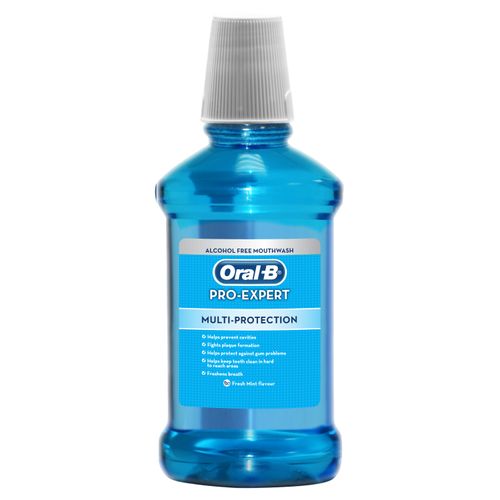 ALCOHOL FREE MOUTHWASH
Oral-B®
PRO-EXPERT
MULTI-PROTECTION
Helps prevent cavities
Fights plaque formation
Helps protect against gum problems
Helps keep teeth clean in hard
to reach areas
Freshens breath
Fresh Mint flavour